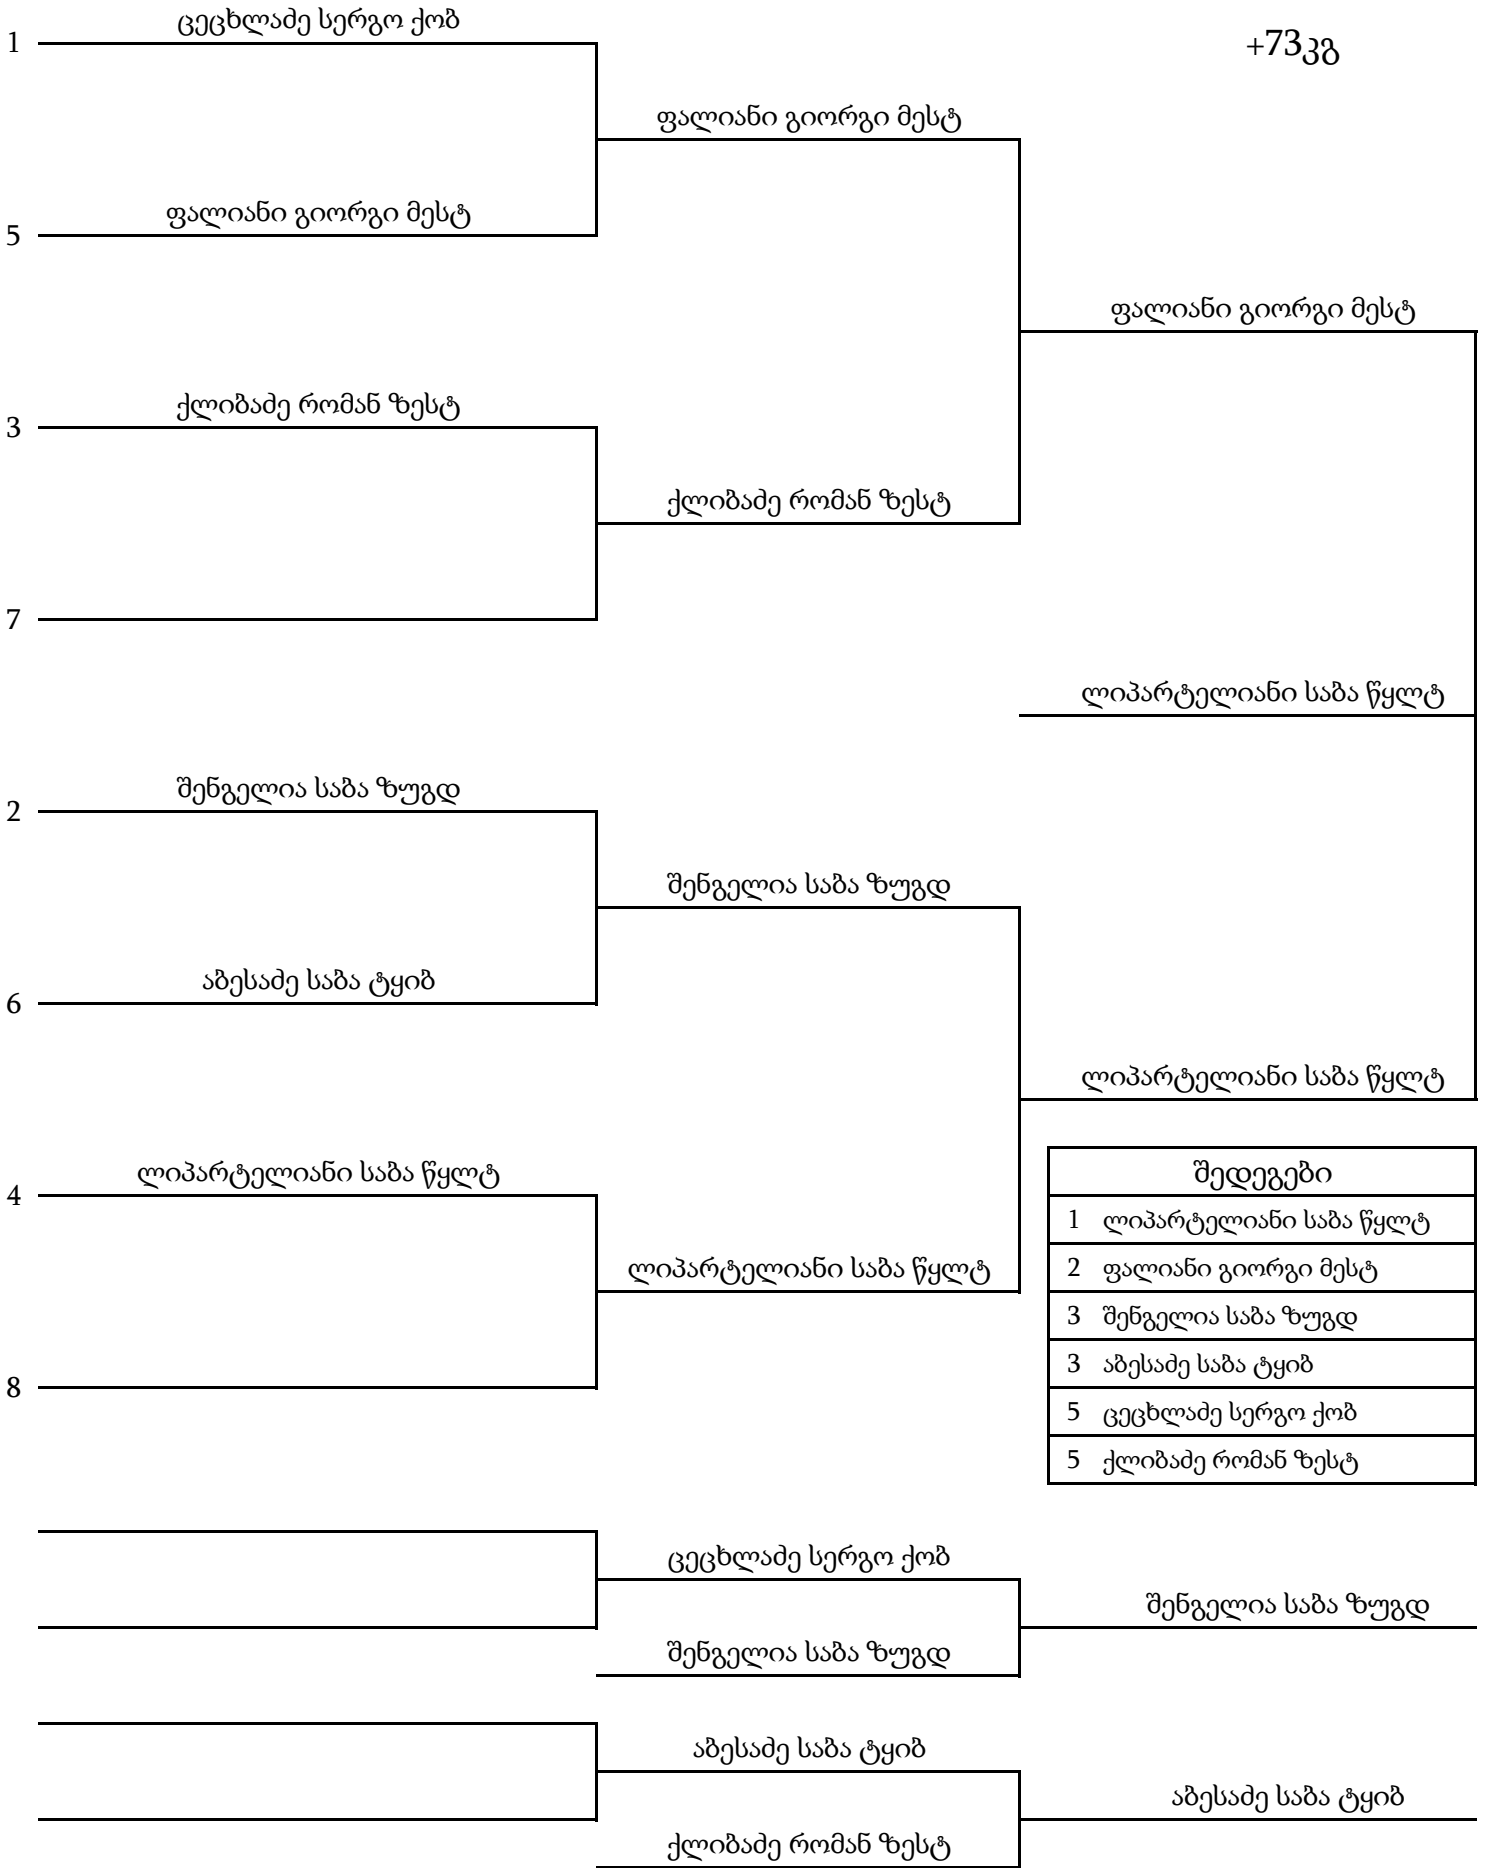 ცეცხლაძე სერგო ქობ
1
+73კგ
ფალიანი გიორგი მესტ
ფალიანი გიორგი მესტ
5
ფალიანი გიორგი მესტ
ქლიბაძე რომან ზესტ
3
ქლიბაძე რომან ზესტ
7
ლიპარტელიანი საბა წყლტ
შენგელია საბა ზუგდ
2
შენგელია საბა ზუგდ
აბესაძე საბა ტყიბ
6
ლიპარტელიანი საბა წყლტ
ლიპარტელიანი საბა წყლტ
4
ლიპარტელიანი საბა წყლტ
8
შედეგები
1 ლიპარტელიანი საბა წყლტ
2 ფალიანი გიორგი მესტ
3 შენგელია საბა ზუგდ
3 აბესაძე საბა ტყიბ
5 ცეცხლაძე სერგო ქობ
5 ქლიბაძე რომან ზესტ
ცეცხლაძე სერგო ქობ
შენგელია საბა ზუგდ
შენგელია საბა ზუგდ
აბესაძე საბა ტყიბ
აბესაძე საბა ტყიბ
ქლიბაძე რომან ზესტ